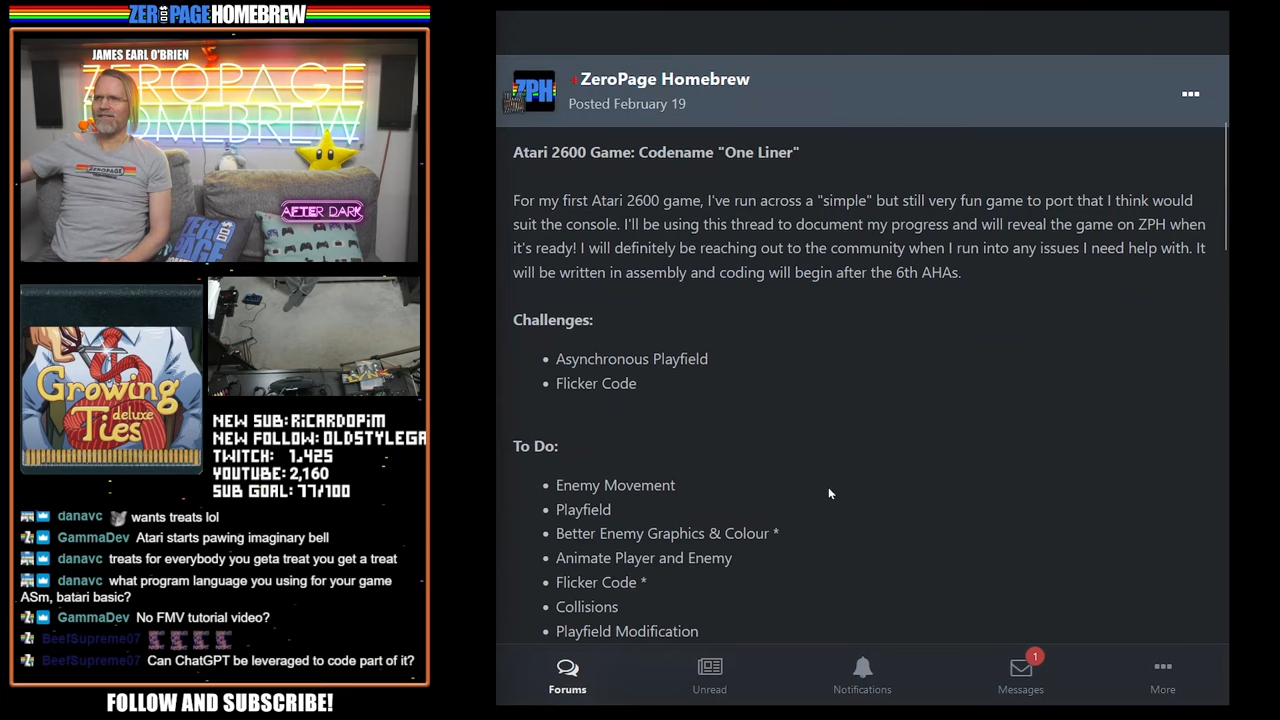 ZEROPAGE HOMEBREW
JAMES EARL O'BRIEN
ZEROPAGE
HOMEBREW
AFTER DARK
Growing
deluxe
Ties
NEW SUB: RICARDOPIM
NEW FOLLOW: OLDSTYLEGA
TWITCH: 1,425
YOUTUBE: 2,160
SUB GOAL: 77/100
danavc wants treats lol
GammaDev Atari starts pawing imaginary bell
danavc treats for everybody you geta treat you get a treat
danavc what program language you using for your game
ASm, batari basic?
GammaDev No FMV tutorial video?
BeefSupreme07
BeefSupreme07 Can ChatGPT be leveraged to code part of it?
FOLLOW AND SUBSCRIBE!
ZPH
+ZeroPage Homebrew
Posted February 19
Atari 2600 Game: Codename "One Liner"
For my first Atari 2600 game, I've run across a "simple" but still very fun game to port that I think would
suit the console. I'll be using this thread to document my progress and will reveal the game on ZPH when
it's ready! I will definitely be reaching out to the community when I run into any issues I need help with. It
will be written in assembly and coding will begin after the 6th AHAs.
Challenges:
• Asynchronous Playfield
• Flicker Code
To Do:
• Enemy Movement
• Playfield
• Better Enemy Graphics & Colour *
• Animate Player and Enemy
• Flicker Code *
• Collisions
• Playfield Modification
1
Forums
Unread
Notifications
Messages
More